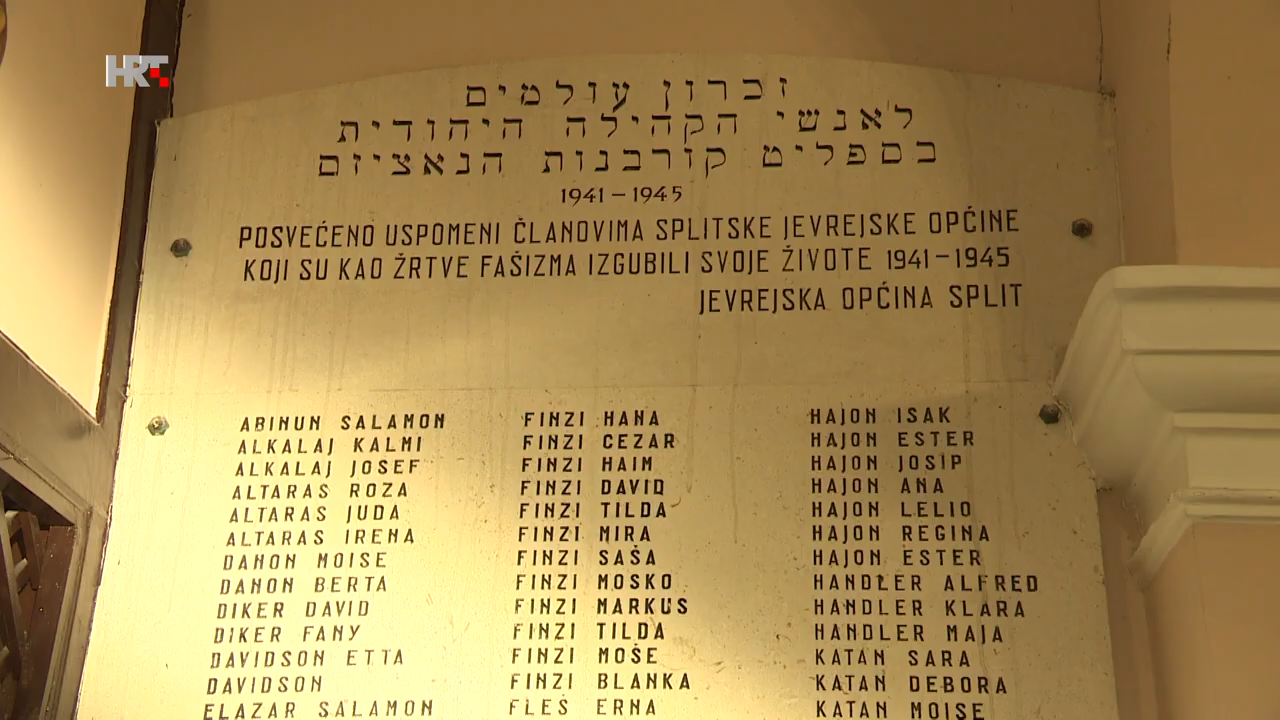 HRT
זכרון עולמים
לאנשי הקהילה היהודית
בספליט קורבנות הנאציזם
1941 – 1945
POSVEĆENO USPOMENI ČLANOVIMA SPLITSKE JEVREJSKE OPĆINE
KOJI SU KAO ŽRTVE FAŠIZMA IZGUBILI SVOJE ŽIVOTE 1941 – 1945
JEVREJSKA OPĆINA SPLIT
ABINUN SALAMON
ALKALAJ KALMI
ALKALAJ JOSEF
ALTARAS ROZA
ALTARAS JUDA
ALTARAS IRENA
DANON MOISE
DANON BERTA
DIKER DAVID
DIKER FANY
DAVIDSON ETTA
DAVIDSON
ELAZAR SALAMON
FINZI HANA
FINZI CEZAR
FINZI HAIM
FINZI DAVID
FINZI TILDA
FINZI MIRA
FINZI SAŠA
FINZI MOSKO
FINZI MARKUS
FINZI TILDA
FINZI MOŠE
FINZI BLANKA
FLEŠ ERNA
HAJON ISAK
HAJON ESTER
HAJON JOSIP
HAJON ANA
HAJON LELIO
HAJON REGINA
HAJON ESTER
HANDLER ALFRED
HANDLER KLARA
HANDLER MAJA
KATAN SARA
KATAN DEBORA
KATAN MOISE